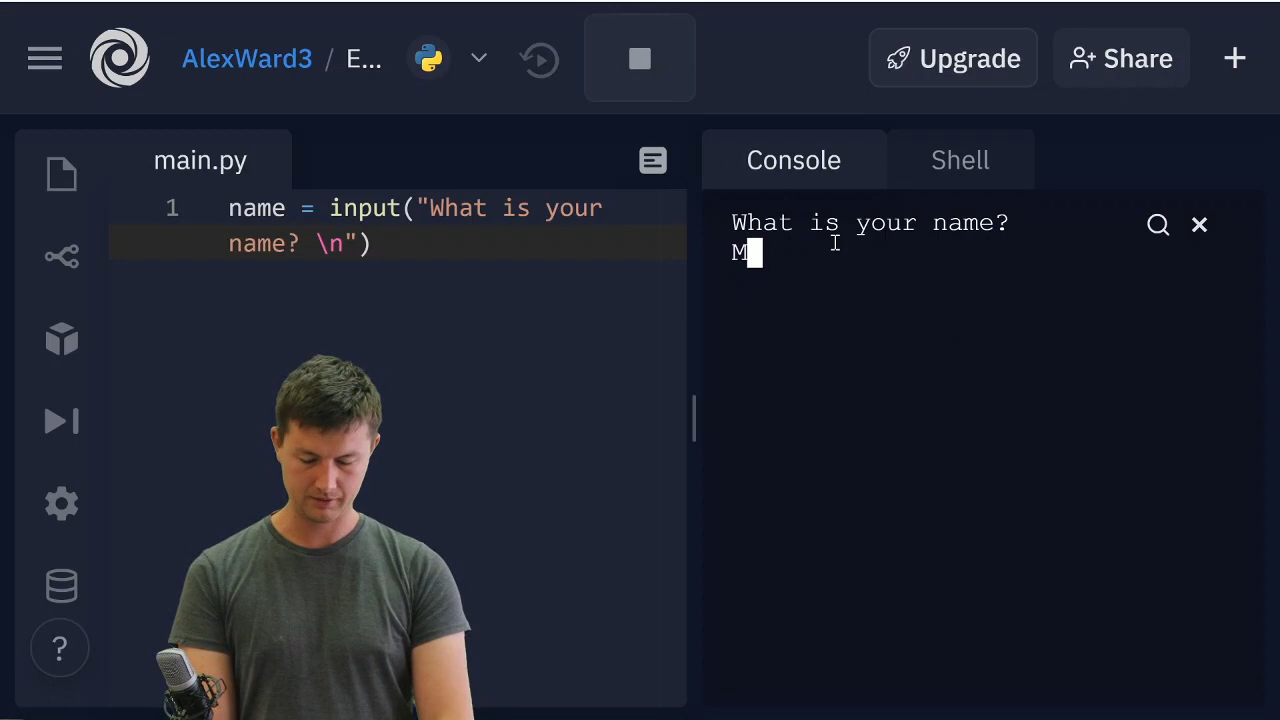 AlexWard3 / E...
Upgrade
Share
main.py
Console
Shell
1 name = input("What is your
name? \n")
What is your name?
M
?